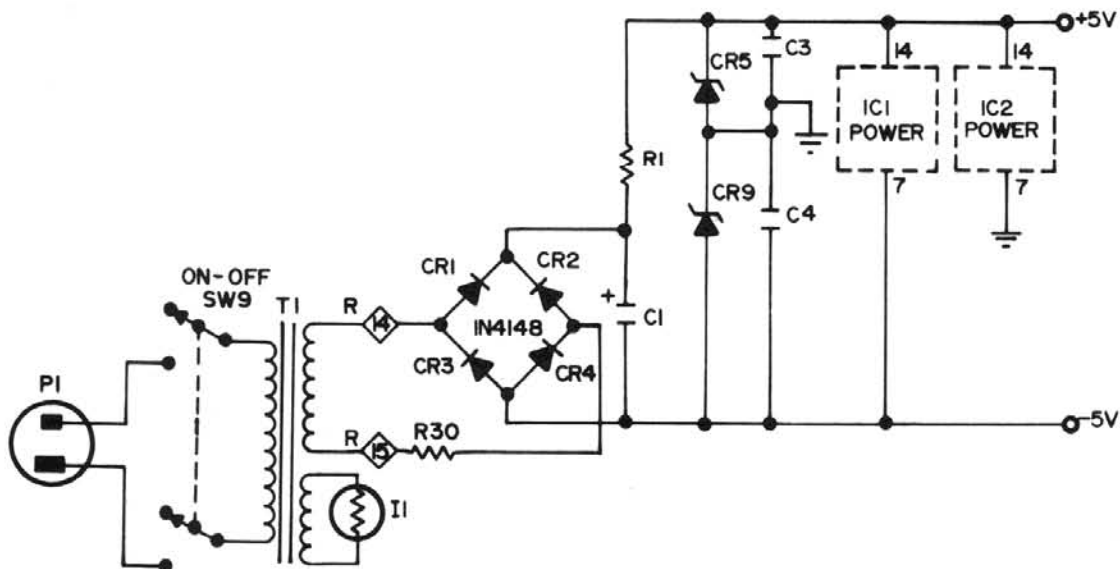 +5V
14
14
C3
CR5
IC1
POWER
IC2
POWER
R1
7
7
CR9
C4
CR1
CR2
ON-OFF
SW9
T1
R
14
IN4148
+
C1
CR3
CR4
P1
R
15
R30
-5V
I1